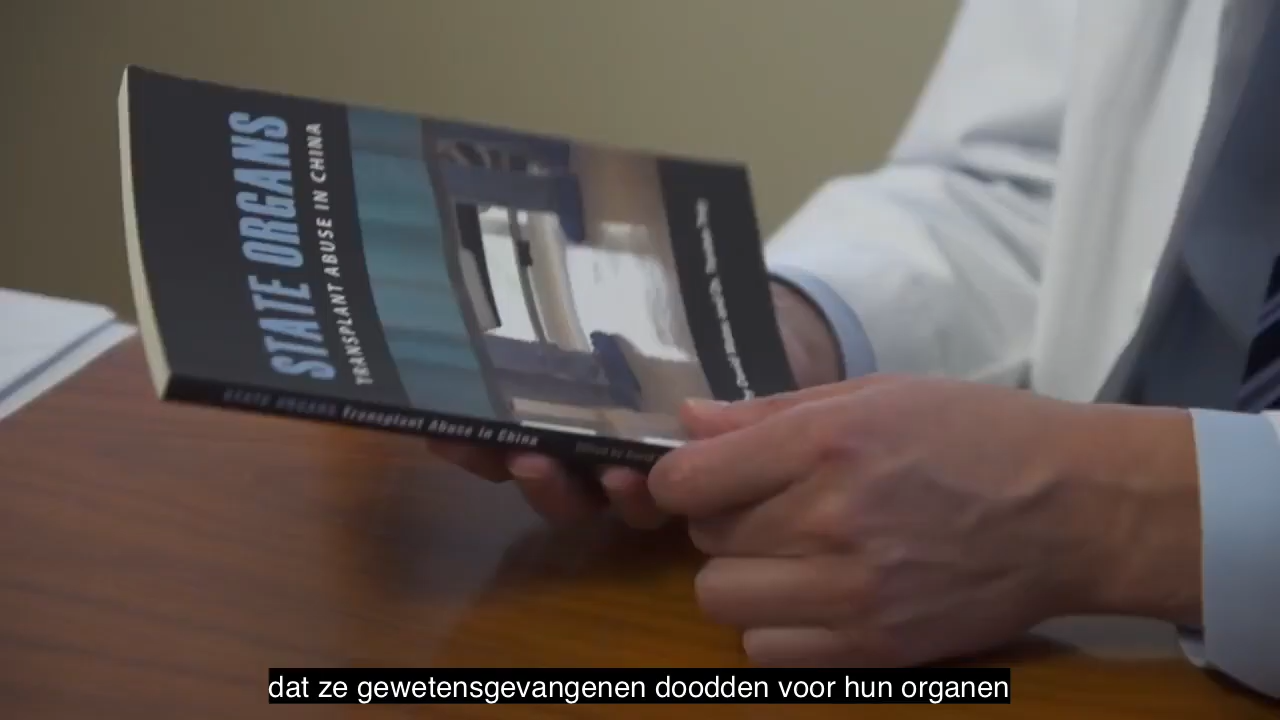 STATE ORGANS
TRANSPLANT ABUSE IN CHINA
STATE ORGANS Transplant Abuse in China
dat ze gewetensgevangenen doodden voor hun organen